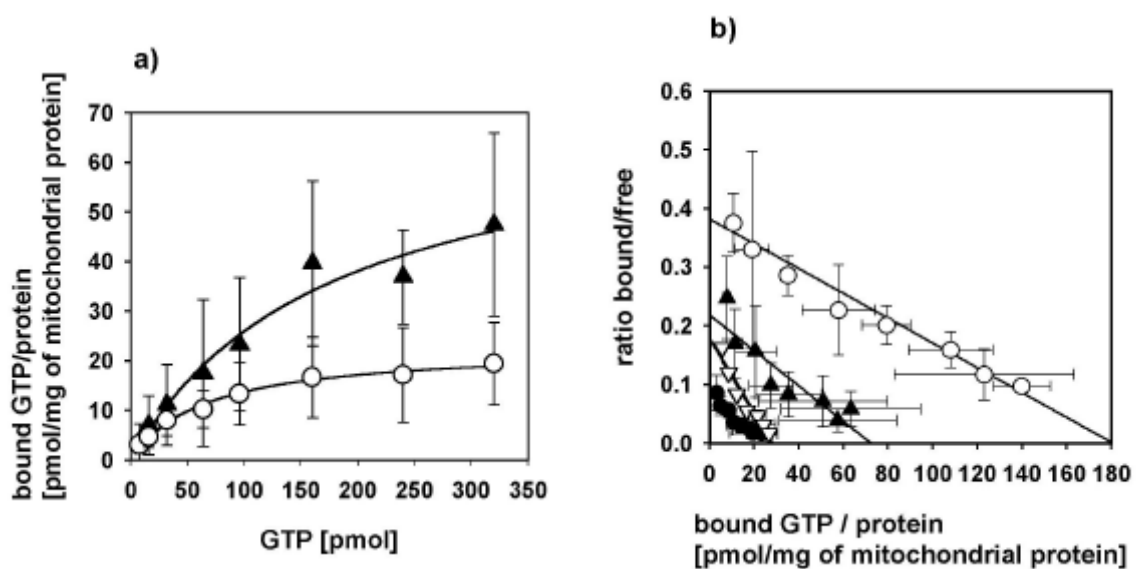 a)
bound GTP/protein
[pmol/mg of mitochondrial protein]
70
60
50
40
30
20
10
0
0 50 100 150 200 250 300 350
GTP [pmol]
b)
ratio bound/free
0.6
0.5
0.4
0.3
0.2
0.1
0.0
0 20 40 60 80 100 120 140 160 180
bound GTP / protein
[pmol/mg of mitochondrial protein]